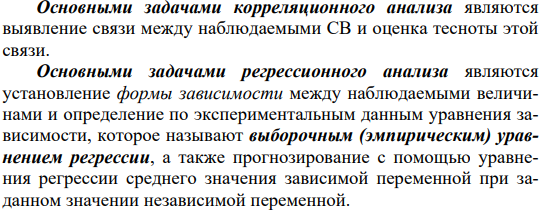 Основными задачами корреляционного анализа являются
выявление связи между наблюдаемыми СВ и оценка тесноты этой
связи.
Основными задачами регрессионного анализа являются
установление формы зависимости между наблюдаемыми величи-
нами и определение по экспериментальным данным уравнения за-
висимости, которое называют выборочным (эмпирическим) урав-
нением регрессии, а также прогнозирование с помощью уравне-
ния регрессии среднего значения зависимой переменной при за-
данном значении независимой переменной.